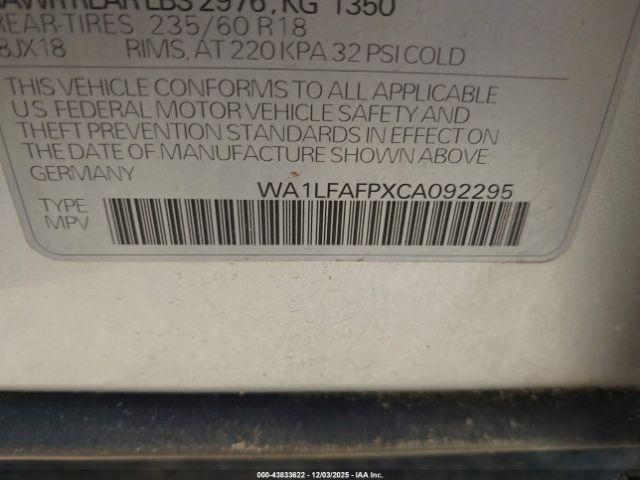 GAWR REAR LBS 2976, KG 1350
REAR-TIRES 235/60 R18
8JX18 RIMS, AT 220 KPA 32 PSI COLD
THIS VEHICLE CONFORMS TO ALL APPLICABLE
U.S. FEDERAL MOTOR VEHICLE SAFETY AND
THEFT PREVENTION STANDARDS IN EFFECT ON
THE DATE OF MANUFACTURE SHOWN ABOVE
GERMANY
WA1LFAFPXCA092295
TYPE
MPV
000-43833622 - 12/03/2025 - IAA Inc.